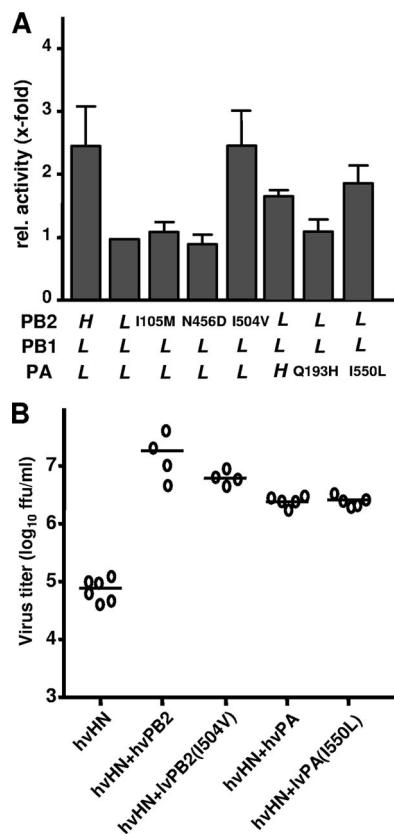 A
rel. activity (x-fold)
4
3
2
1
0
PB2 H L I105M N456D I504V L L L
PB1 L L L L L L L L
PA L L L L L H Q193H I550L
B
Virus titer (log10 ffu/ml)
7
6
5
4
3
hvHN
hvHN+hvPB2
hvHN+lvPB2(I504V)
hvHN+hvPA
hvHN+lvPA(I550L)